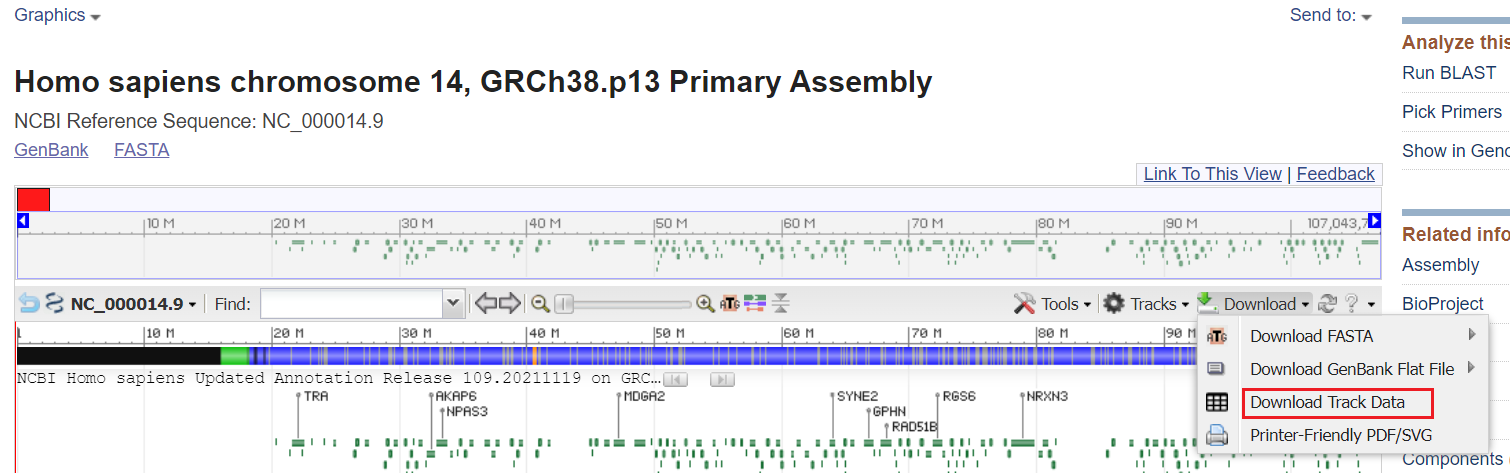 Graphics
Send to:
Homo sapiens chromosome 14, GRCh38.p13 Primary Assembly
NCBI Reference Sequence: NC_000014.9
GenBank FASTA
Link To This View | Feedback
10 M 20 M 30 M 40 M 50 M 60 M 70 M 80 M 90 M 107,043,7
NC_000014.9 Find: Tools Tracks Download
1 10 M 20 M 30 M 40 M 50 M 60 M 70 M 80 M 90 M
NCBI Homo sapiens Updated Annotation Release 109.20211119 on GRC…
TRA AKAP6 MDGA2 SYNE2 RGS6 NRXN3
NPAS3 GPHN
RAD51B
Download FASTA
Download GenBank Flat File
Download Track Data
Printer-Friendly PDF/SVG
Analyze this
Run BLAST
Pick Primers
Show in Geno
Related info
Assembly
BioProject
Components